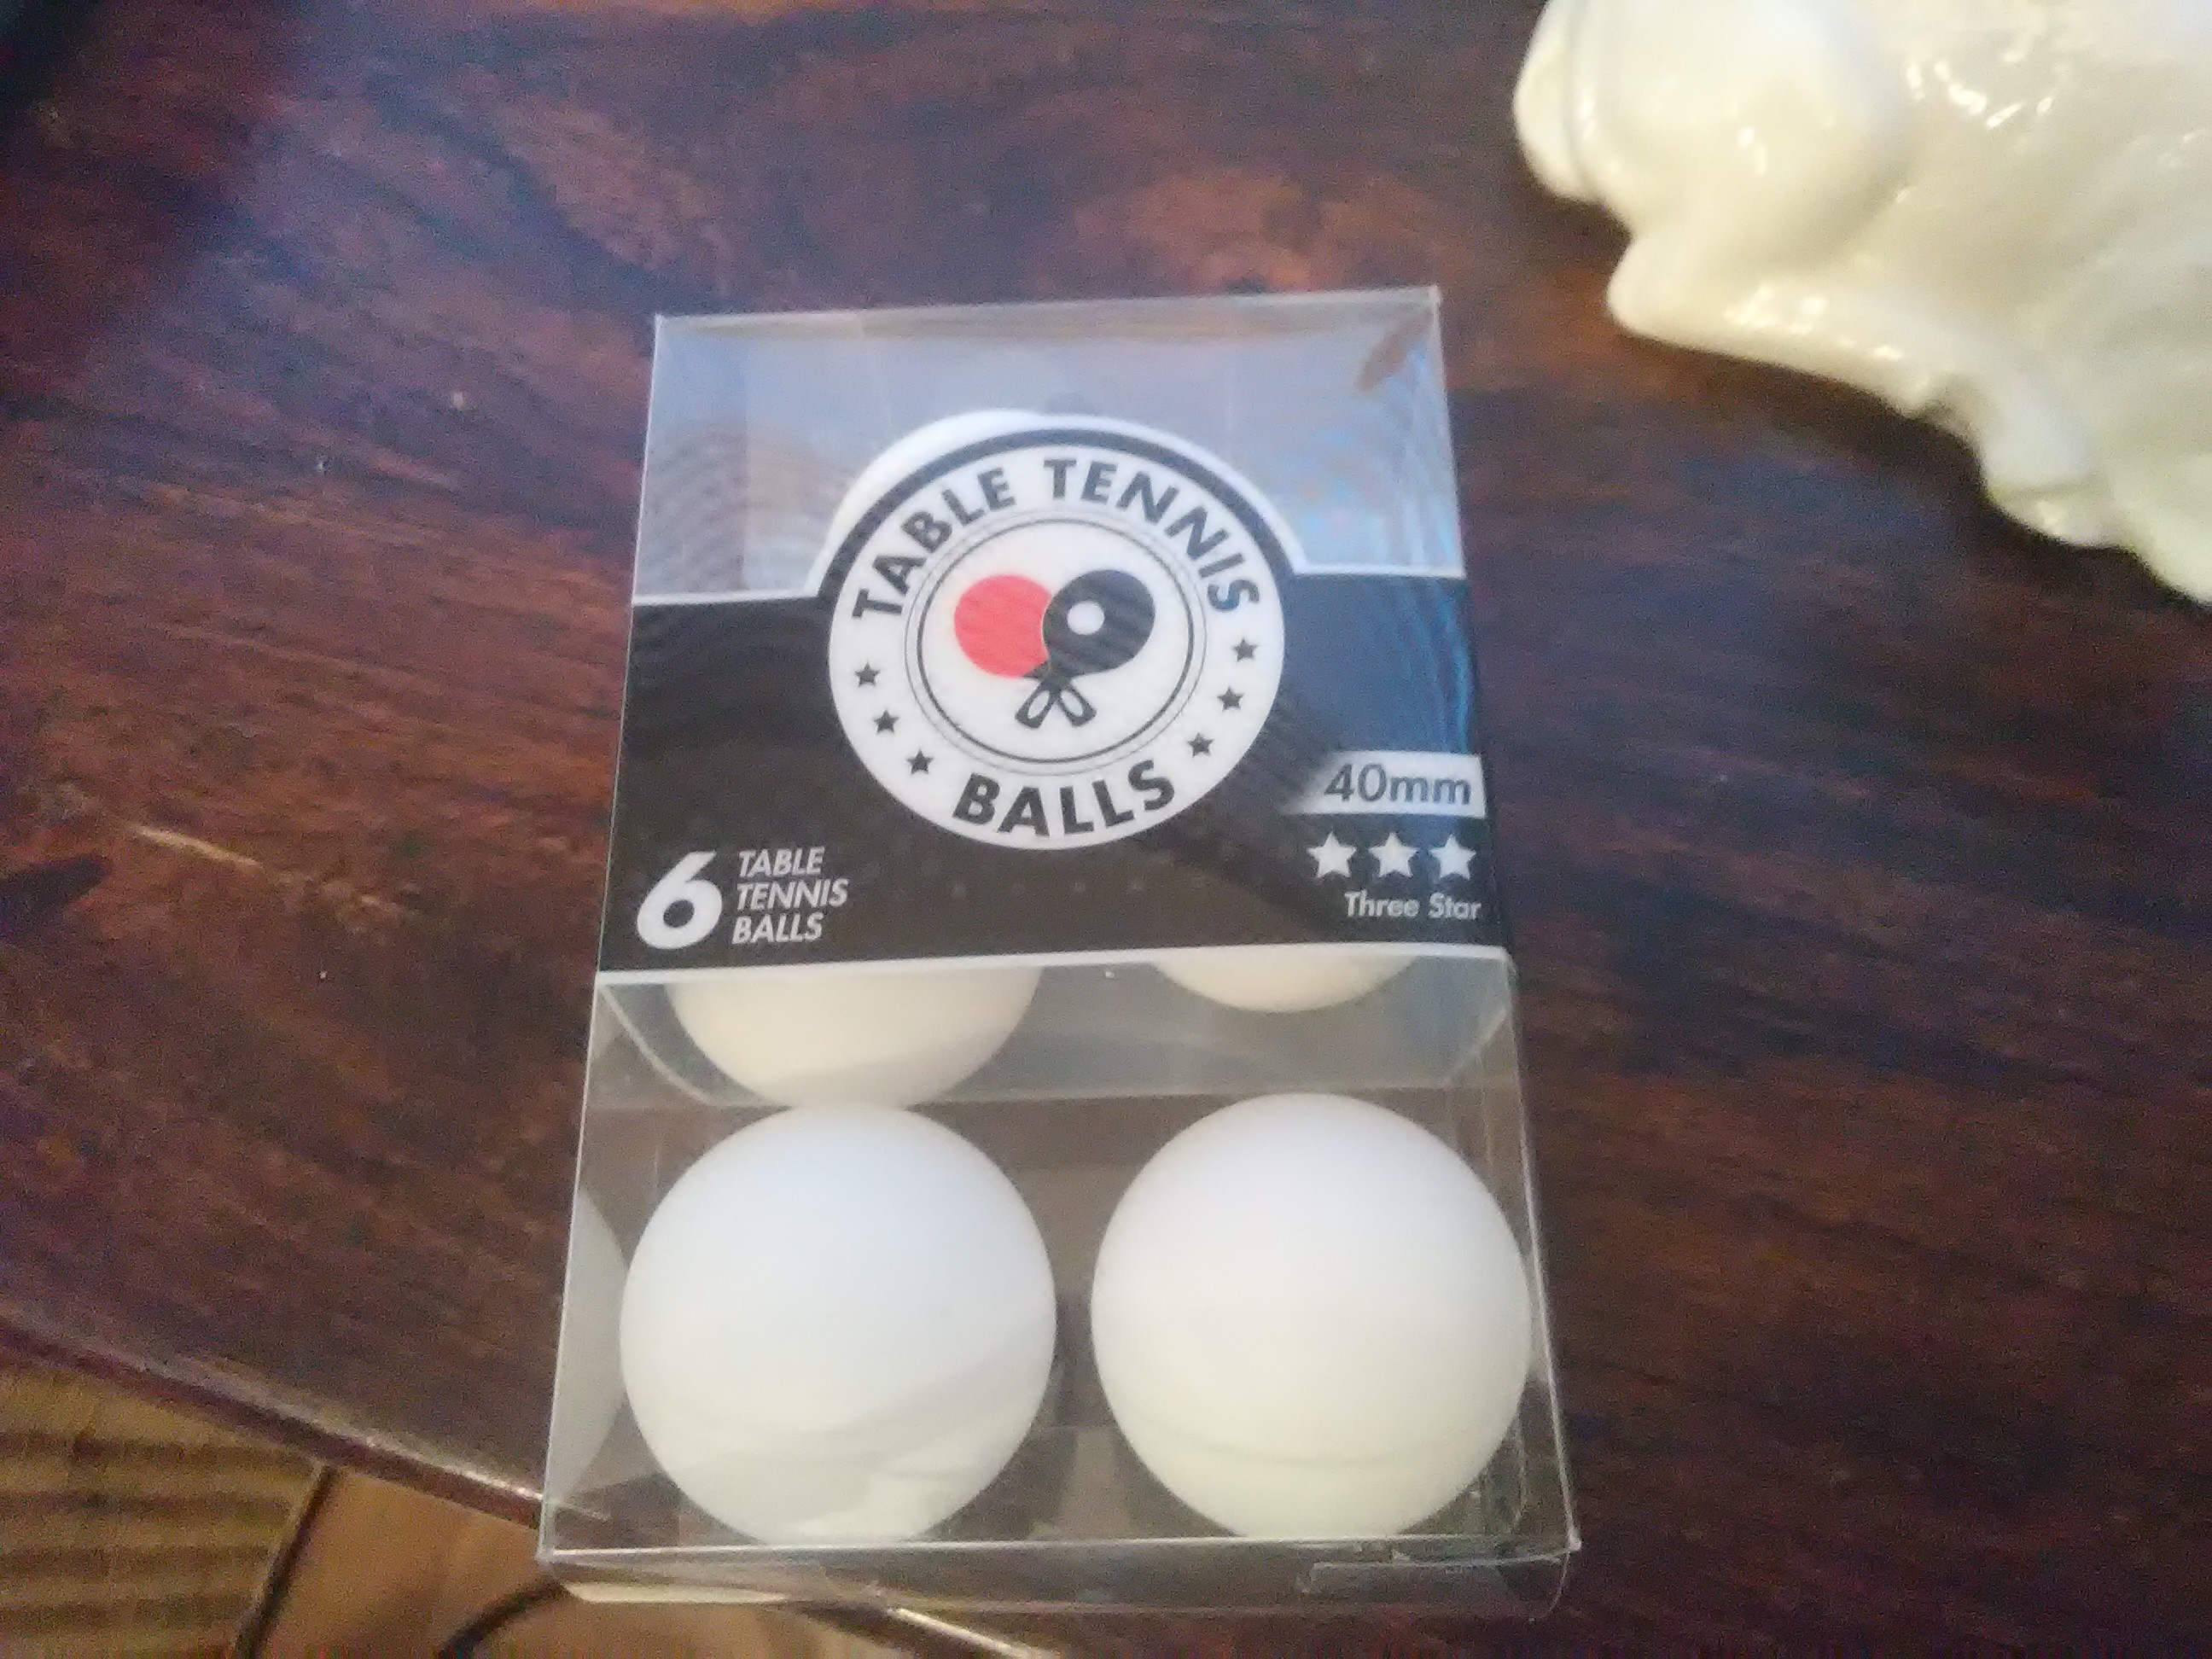 TABLE TENNIS
BALLS
40mm
Three Star
6 TABLE
TENNIS
BALLS